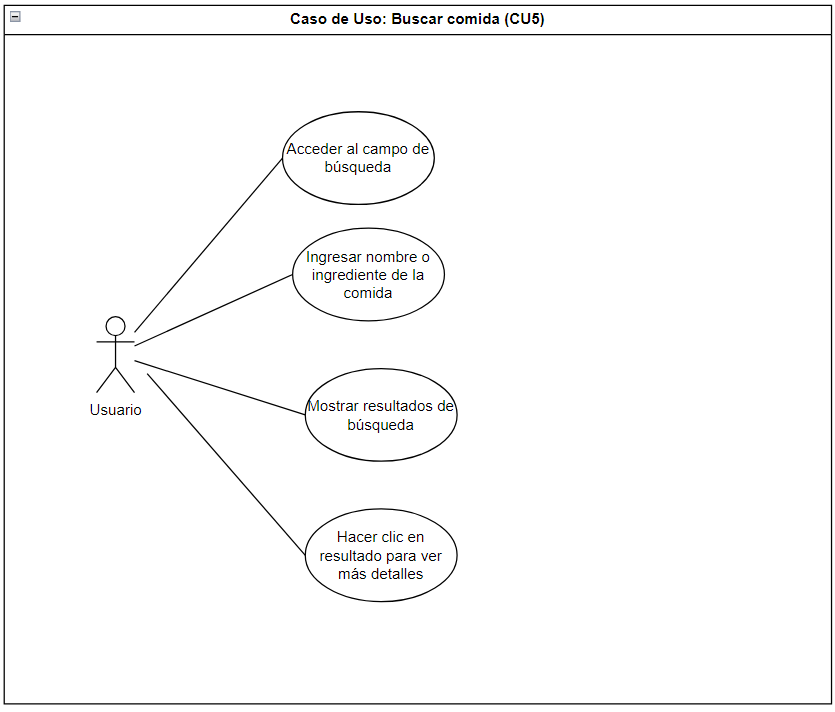 Caso de Uso: Buscar comida (CU5)
Acceder al campo de
búsqueda
Ingresar nombre o
ingrediente de la
comida
Usuario
Mostrar resultados de
búsqueda
Hacer clic en
resultado para ver
más detalles